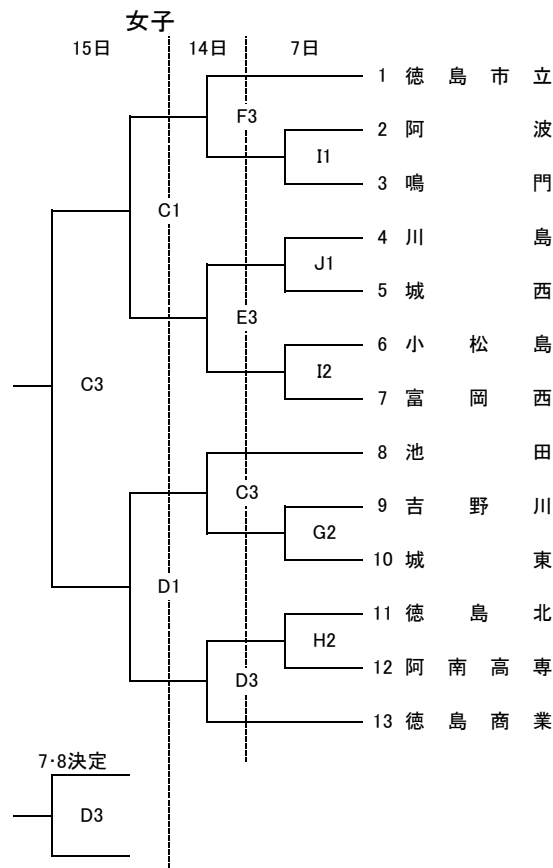 女子
15日 14日 7日
1 徳島市立
F3
2 阿波
I1
3 鳴門
C1
4 川島
J1
5 城西
E3
6 小松島
I2
7 富岡西
C3
8 池田
C3
9 吉野川
G2
10 城東
D1
11 徳島北
H2
12 阿南高専
D3
13 徳島商業
7・8決定
D3